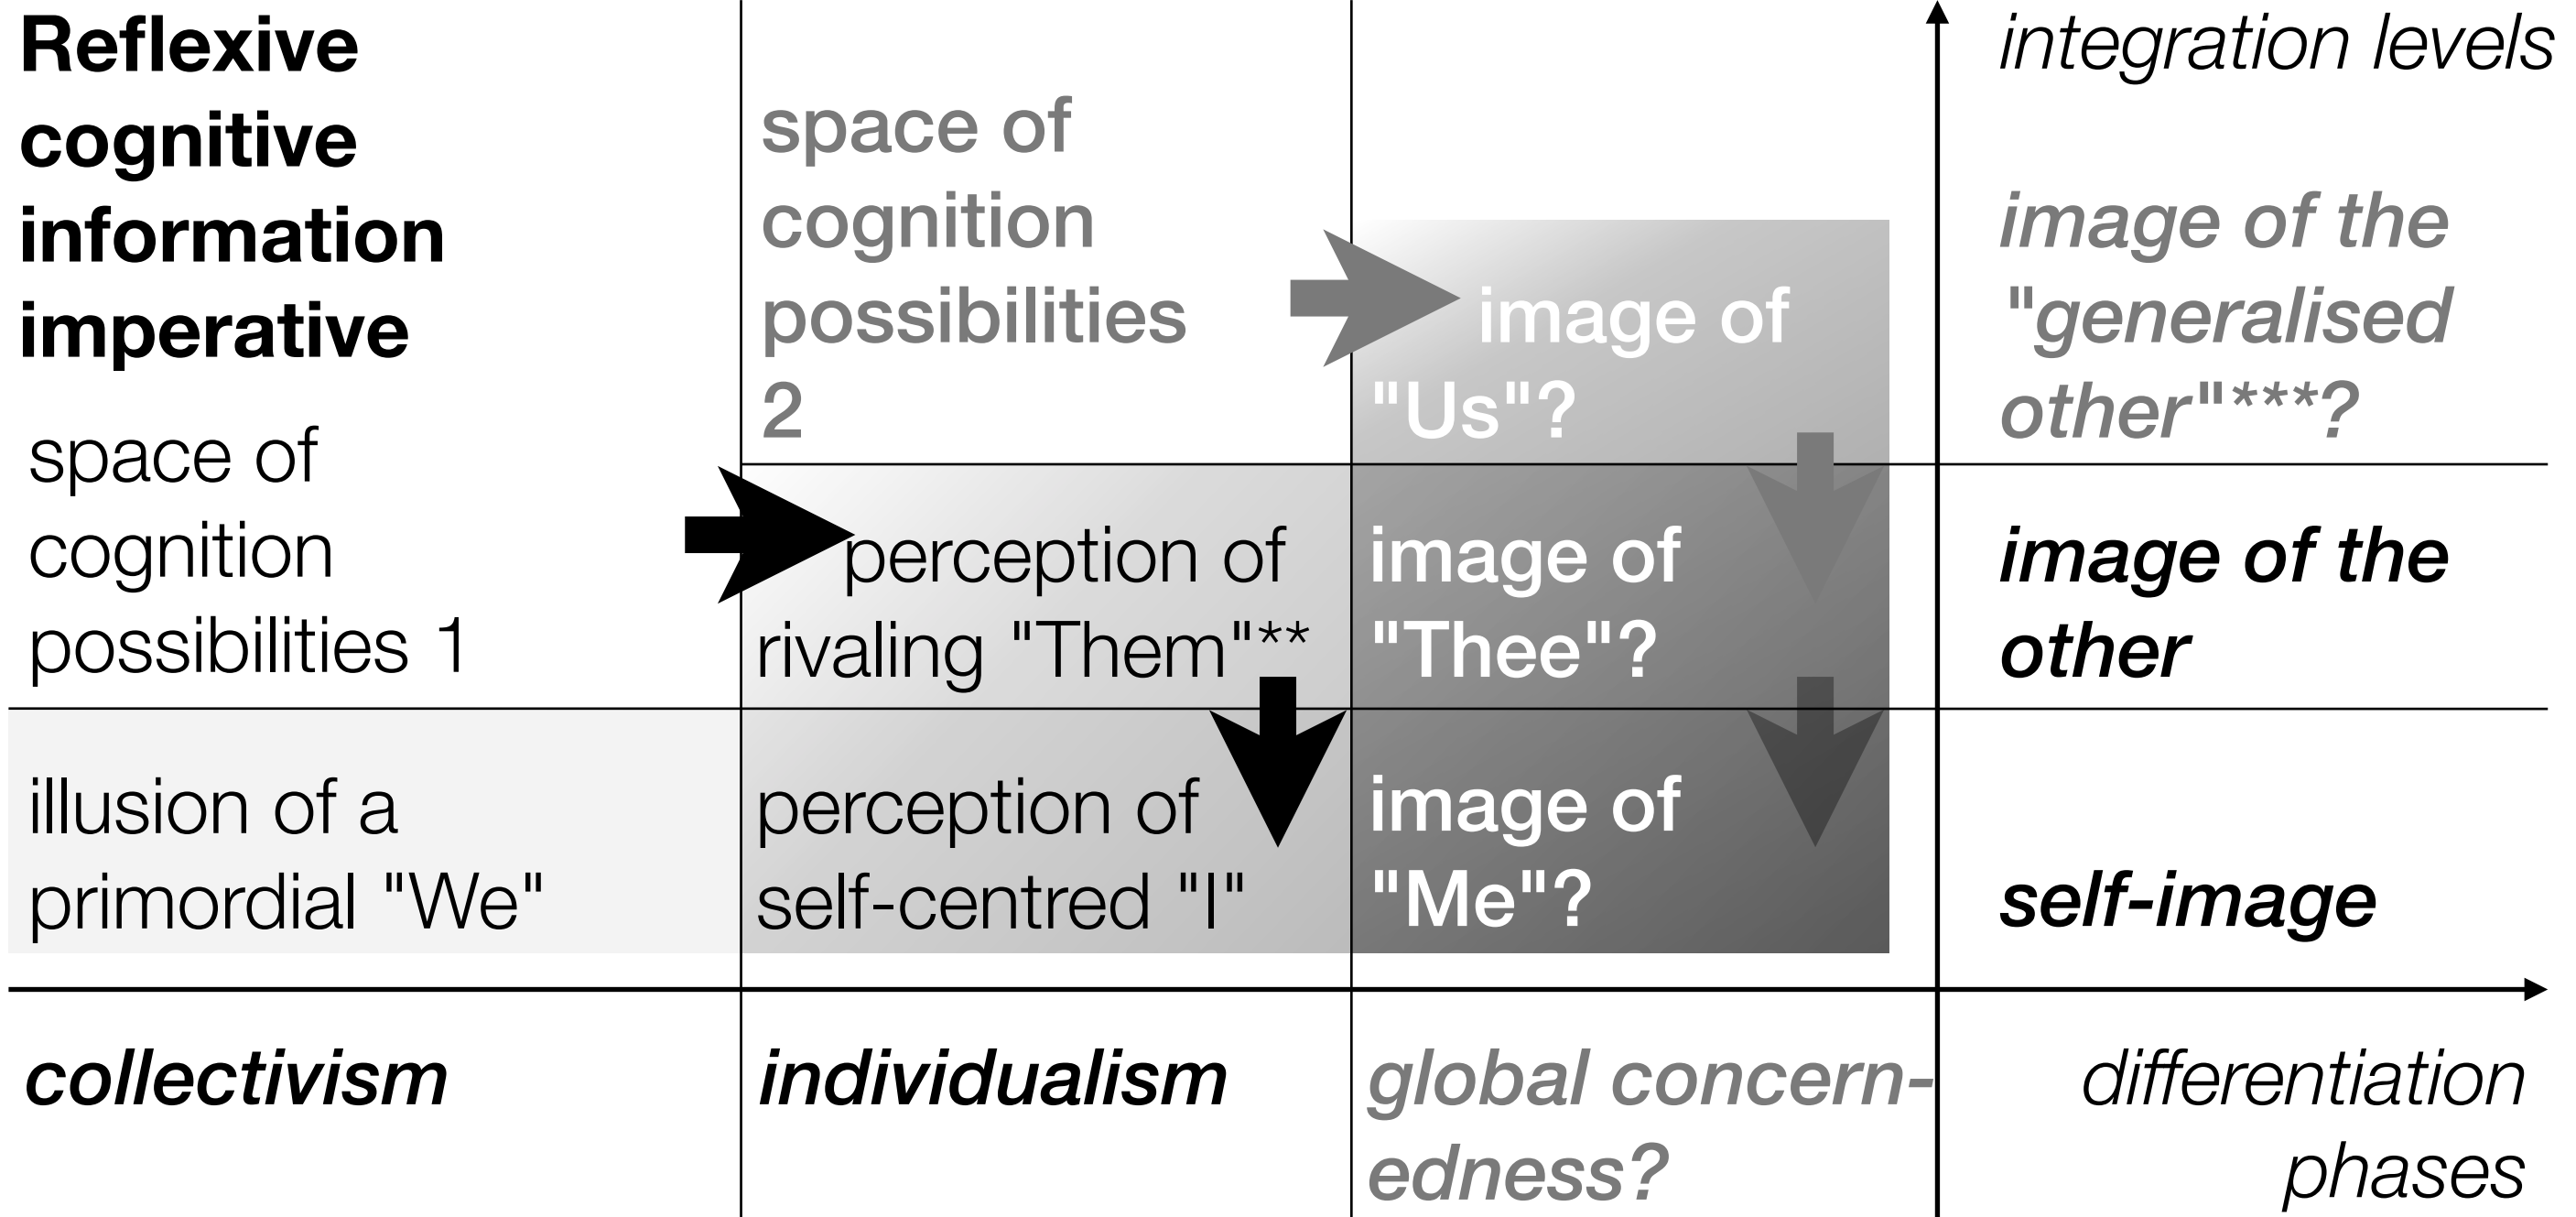 Reflexive
cognitive
information
imperative
space of
cognition
possibilities
2
image of
"Us"?
integration levels
image of the
"generalised
other"***?
space of
cognition
possibilities 1
perception of
rivaling "Them"**
image of
"Thee"?
image of the
other
illusion of a
primordial "We"
perception of
self-centred "I"
image of
"Me"?
self-image
collectivism
individualism
global concern-
edness?
differentiation
phases